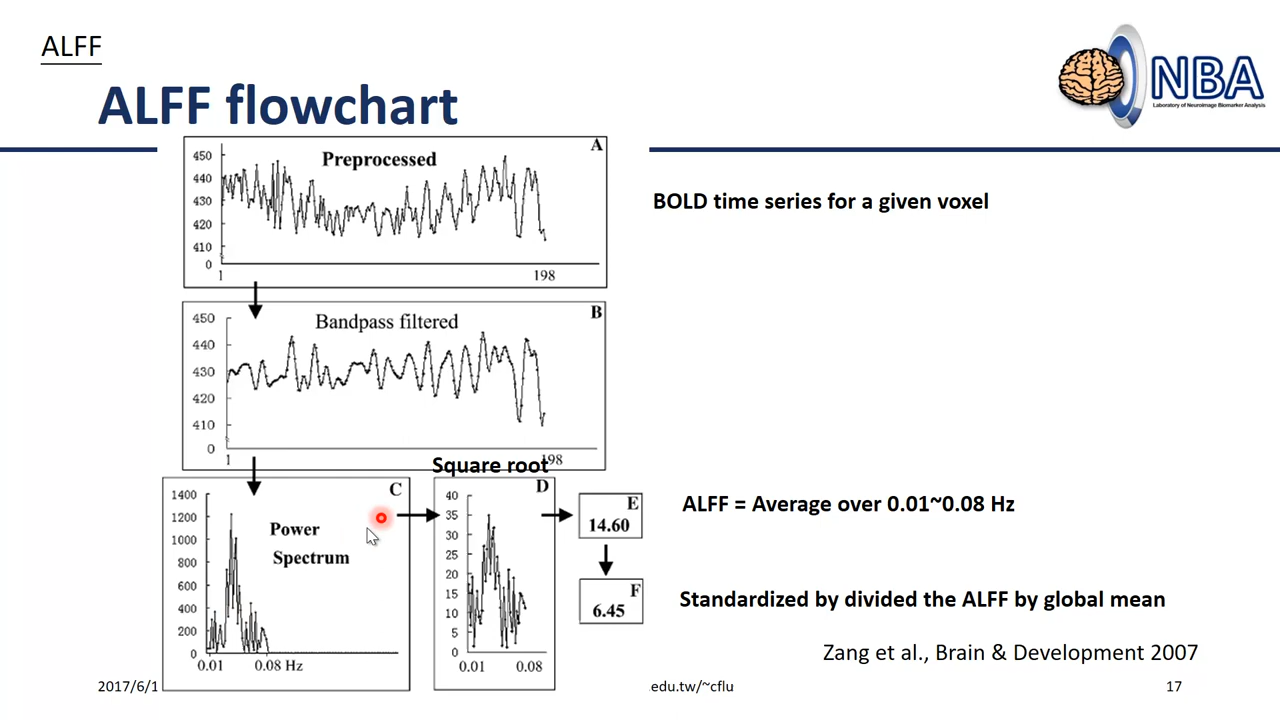 ALFF
ALFF flowchart
NBA
Laboratory of Neuroimage Biomarker Analysis
A
Preprocessed
450
440
430
420
410
0
1
198
BOLD time series for a given voxel
B
Bandpass filtered
450
440
430
420
410
0
1
198
Square root
C
Power
Spectrum
1400
1200
1000
800
600
400
200
0
0.01
0.08 Hz
D
40
35
30
25
20
15
10
5
0
0.01
0.08
E
14.60
F
6.45
ALFF = Average over 0.01~0.08 Hz
Standardized by divided the ALFF by global mean
Zang et al., Brain & Development 2007
2017/6/1
edu.tw/~cflu
17